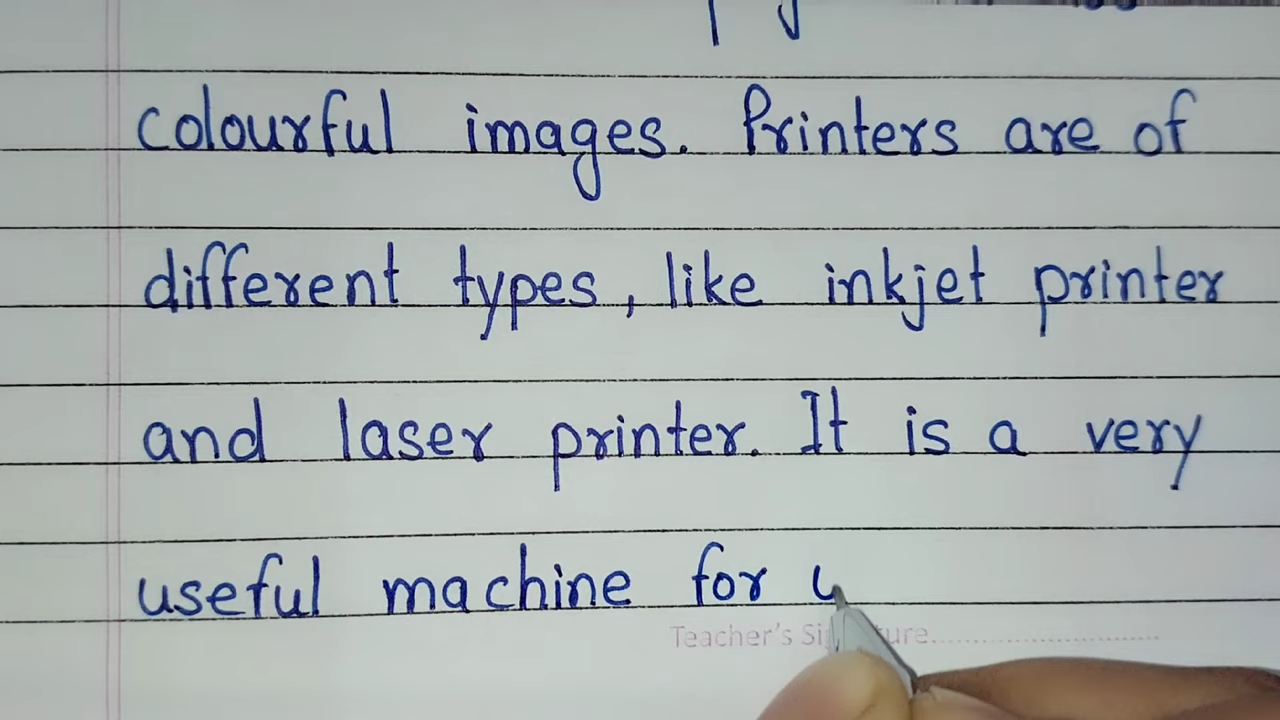 colourful images. Printers are of
different types, like inkjet printer
and laser printer. It is a very
useful machine for
Teacher's